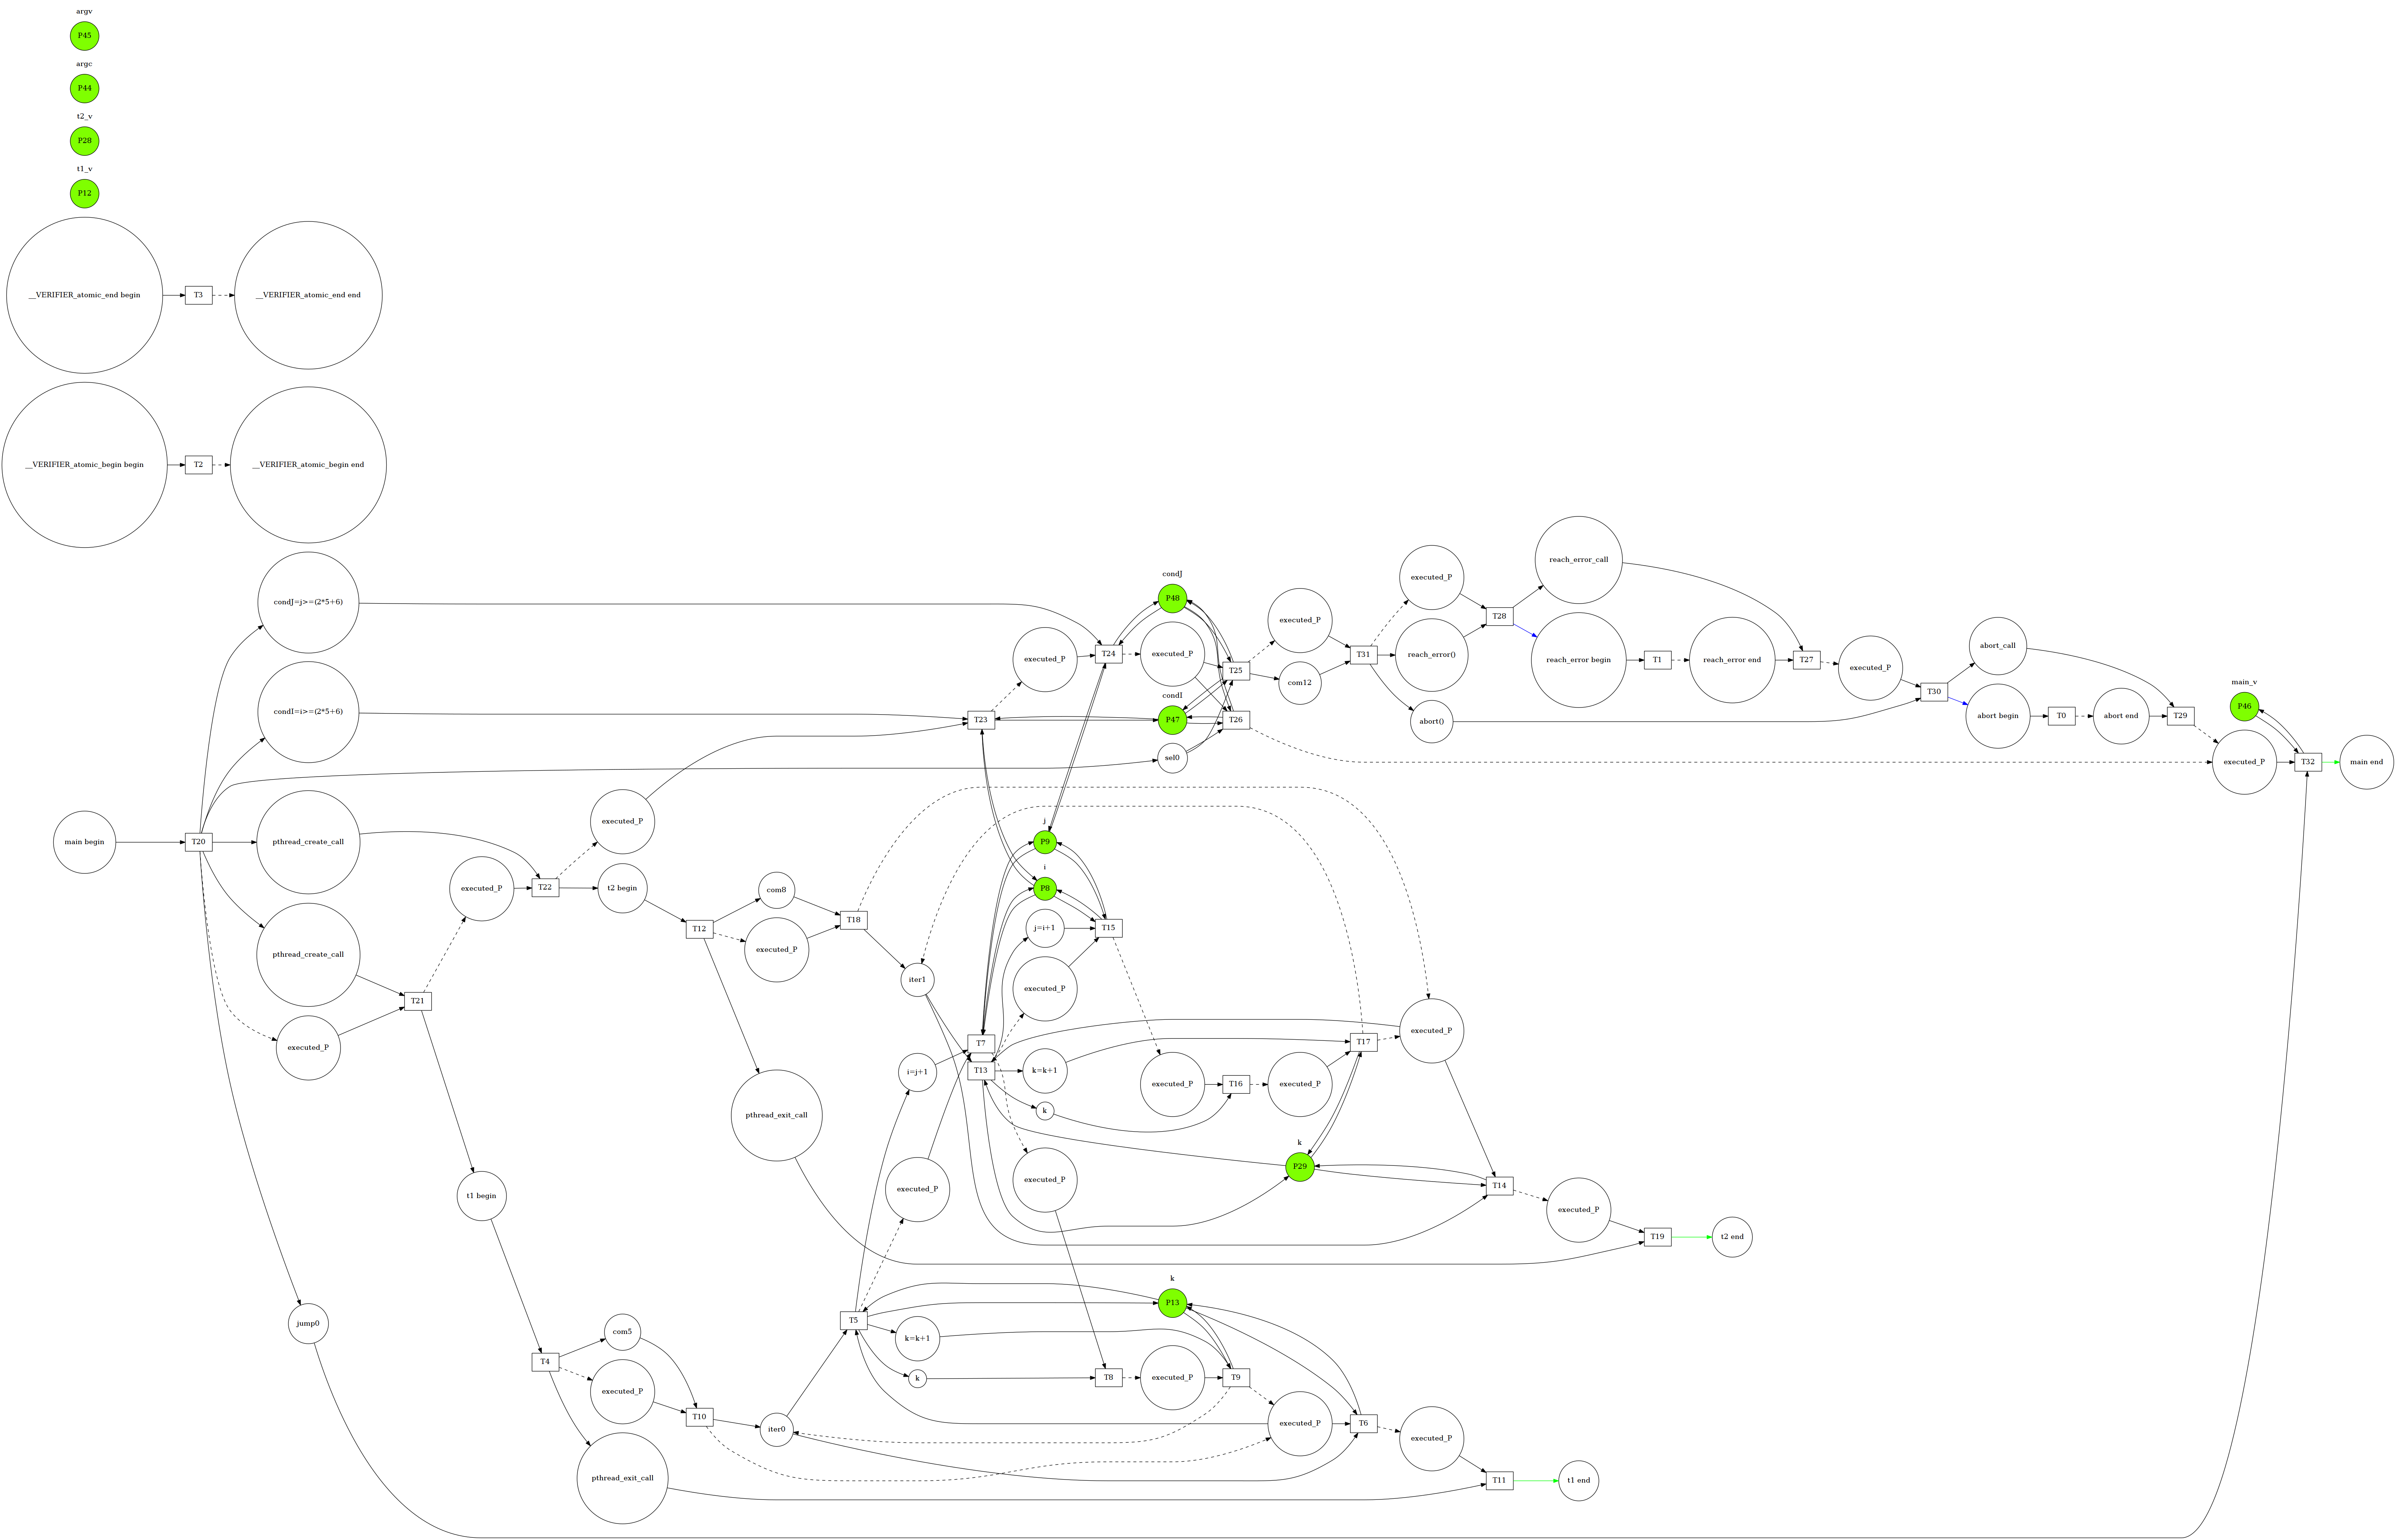 argv
P45
argc
P44
t2_v
P28
t1_v
P12
__VERIFIER_atomic_end begin
T3
__VERIFIER_atomic_end end
__VERIFIER_atomic_begin begin
T2
__VERIFIER_atomic_begin end
main begin
T20
condJ=j>=(2*5+6)
condI=i>=(2*5+6)
pthread_create_call
pthread_create_call
executed_P
jump0
T21
executed_P
t1 begin
T22
T4
executed_P
t2 begin
com5
executed_P
pthread_exit_call
T12
T10
com8
executed_P
pthread_exit_call
iter0
T18
T5
iter1
i=j+1
executed_P
k=k+1
k
T23
T7
T13
executed_P
j
P9
i
P8
j=i+1
executed_P
k=k+1
k
executed_P
T24
T15
T8
condJ
P48
executed_P
condI
P47
sel0
executed_P
k
P13
executed_P
T25
T26
T16
T9
executed_P
com12
executed_P
k
P29
executed_P
T31
T17
T6
executed_P
reach_error()
abort()
executed_P
executed_P
T28
T14
T11
reach_error_call
reach_error begin
executed_P
t1 end
T1
T19
reach_error end
t2 end
T27
executed_P
T30
abort_call
abort begin
T0
abort end
T29
main_v
P46
executed_P
T32
main end